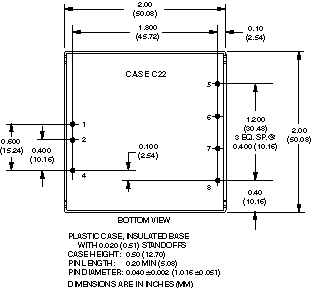 2.00
(50.08)
1.800
(45.72)
0.10
(2.54)
CASE C22
5
1
6
2
0.600
(15.24)
0.400
(10.16)
1.200
(30.48)
3 EQ. SP. @
0.400 (10.16)
2.00
(50.08)
7
0.100
(2.54)
4
8
0.40
(10.16)
BOTTOM VIEW
PLASTIC CASE, INSULATED BASE
WITH 0.020 (0.51) STANDOFFS
CASE HEIGHT: 0.50 (12.70)
PIN LENGTH: 0.20 MIN (5.08)
PIN DIAMETER: 0.040 ±0.002 (1.016 ±0.051)
DIMENSIONS ARE IN INCHES (MM)